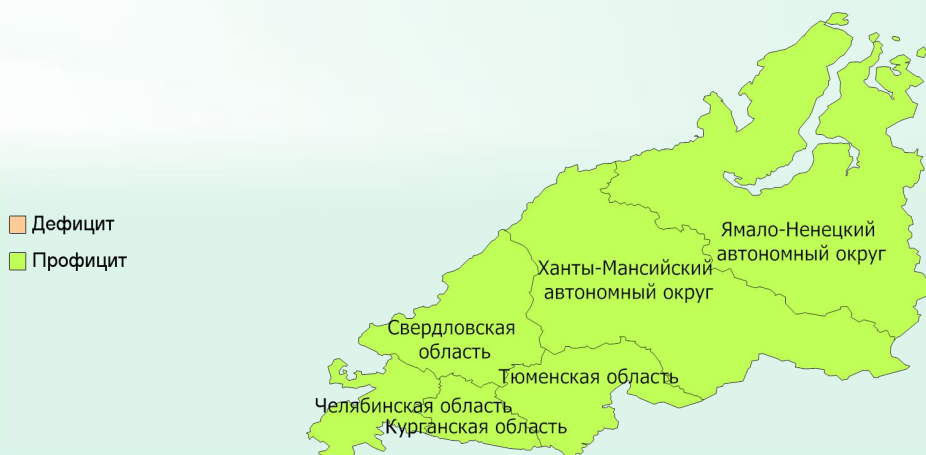 Дефицит
Профицит
Ямало-Ненецкий
автономный округ
Ханты-Мансийский
автономный округ
Свердловская
область
Тюменская область
Челябинская область
Курганская область